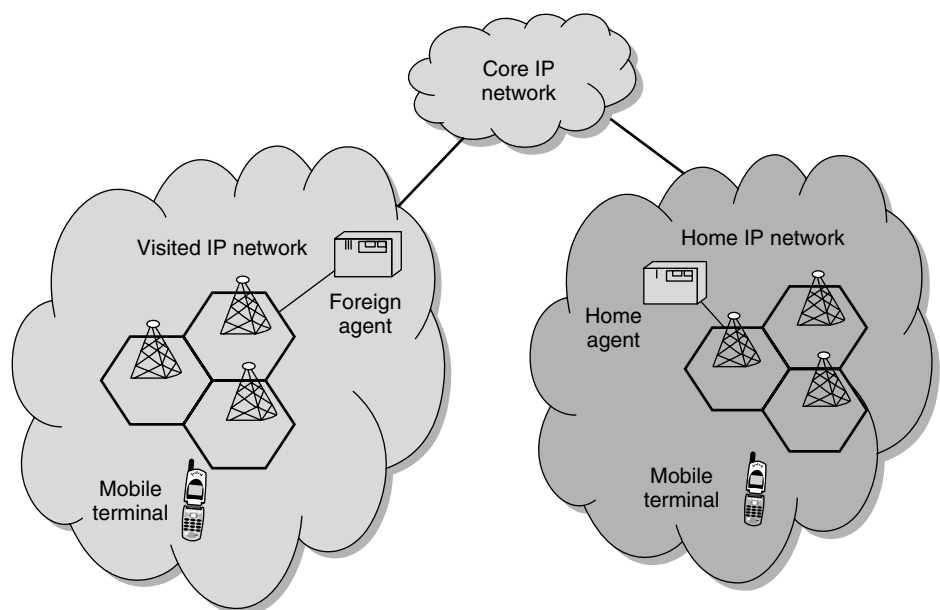 Core IP
network
Visited IP network
Foreign
agent
Mobile
terminal
Home IP network
Home
agent
Mobile
terminal